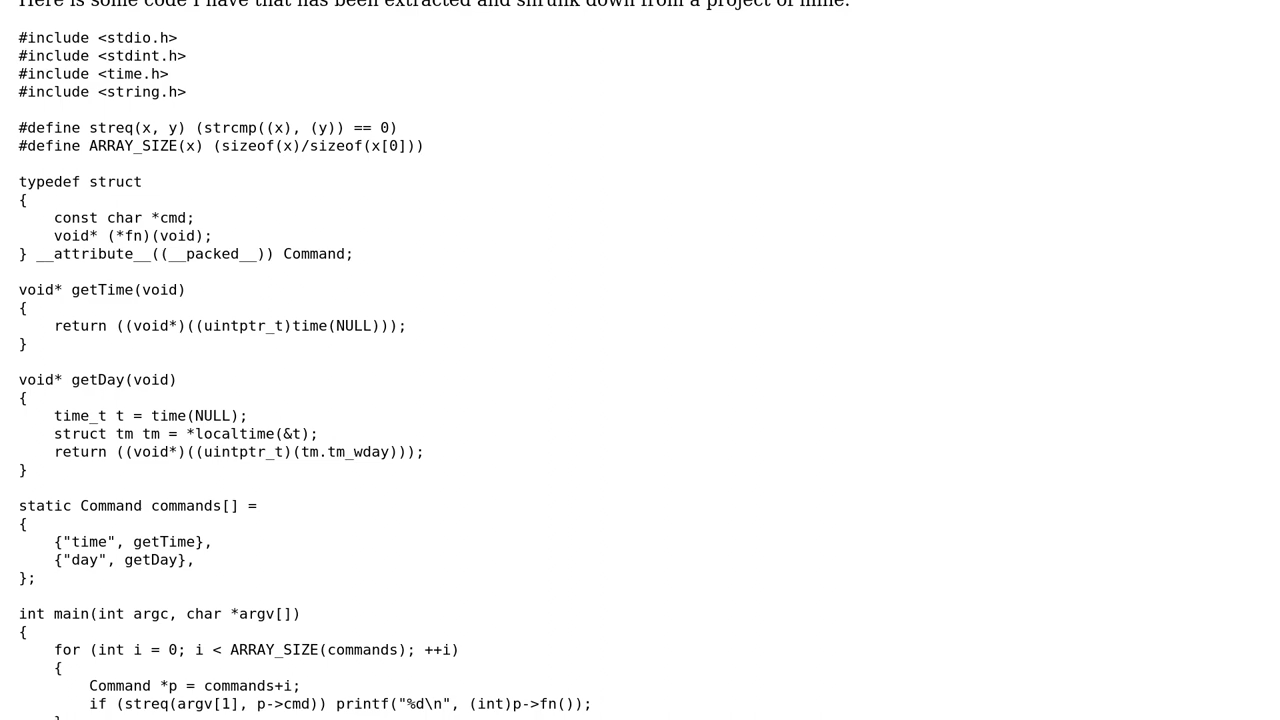 Here is some code I have that has been extracted and shrunk down from a project of mine:
#include <stdio.h>
#include <stdint.h>
#include <time.h>
#include <string.h>
#define streq(x, y) (strcmp((x), (y)) == 0)
#define ARRAY_SIZE(x) (sizeof(x)/sizeof(x[0]))
typedef struct
{
    const char *cmd;
    void* (*fn)(void);
} __attribute__((__packed__)) Command;
void* getTime(void)
{
    return ((void*)((uintptr_t)time(NULL)));
}
void* getDay(void)
{
    time_t t = time(NULL);
    struct tm tm = *localtime(&t);
    return ((void*)((uintptr_t)(tm.tm_wday)));
}
static Command commands[] =
{
    {"time", getTime},
    {"day", getDay},
};
int main(int argc, char *argv[])
{
    for (int i = 0; i < ARRAY_SIZE(commands); ++i)
    {
        Command *p = commands+i;
        if (streq(argv[1], p->cmd)) printf("%d\n", (int)p->fn());
    }